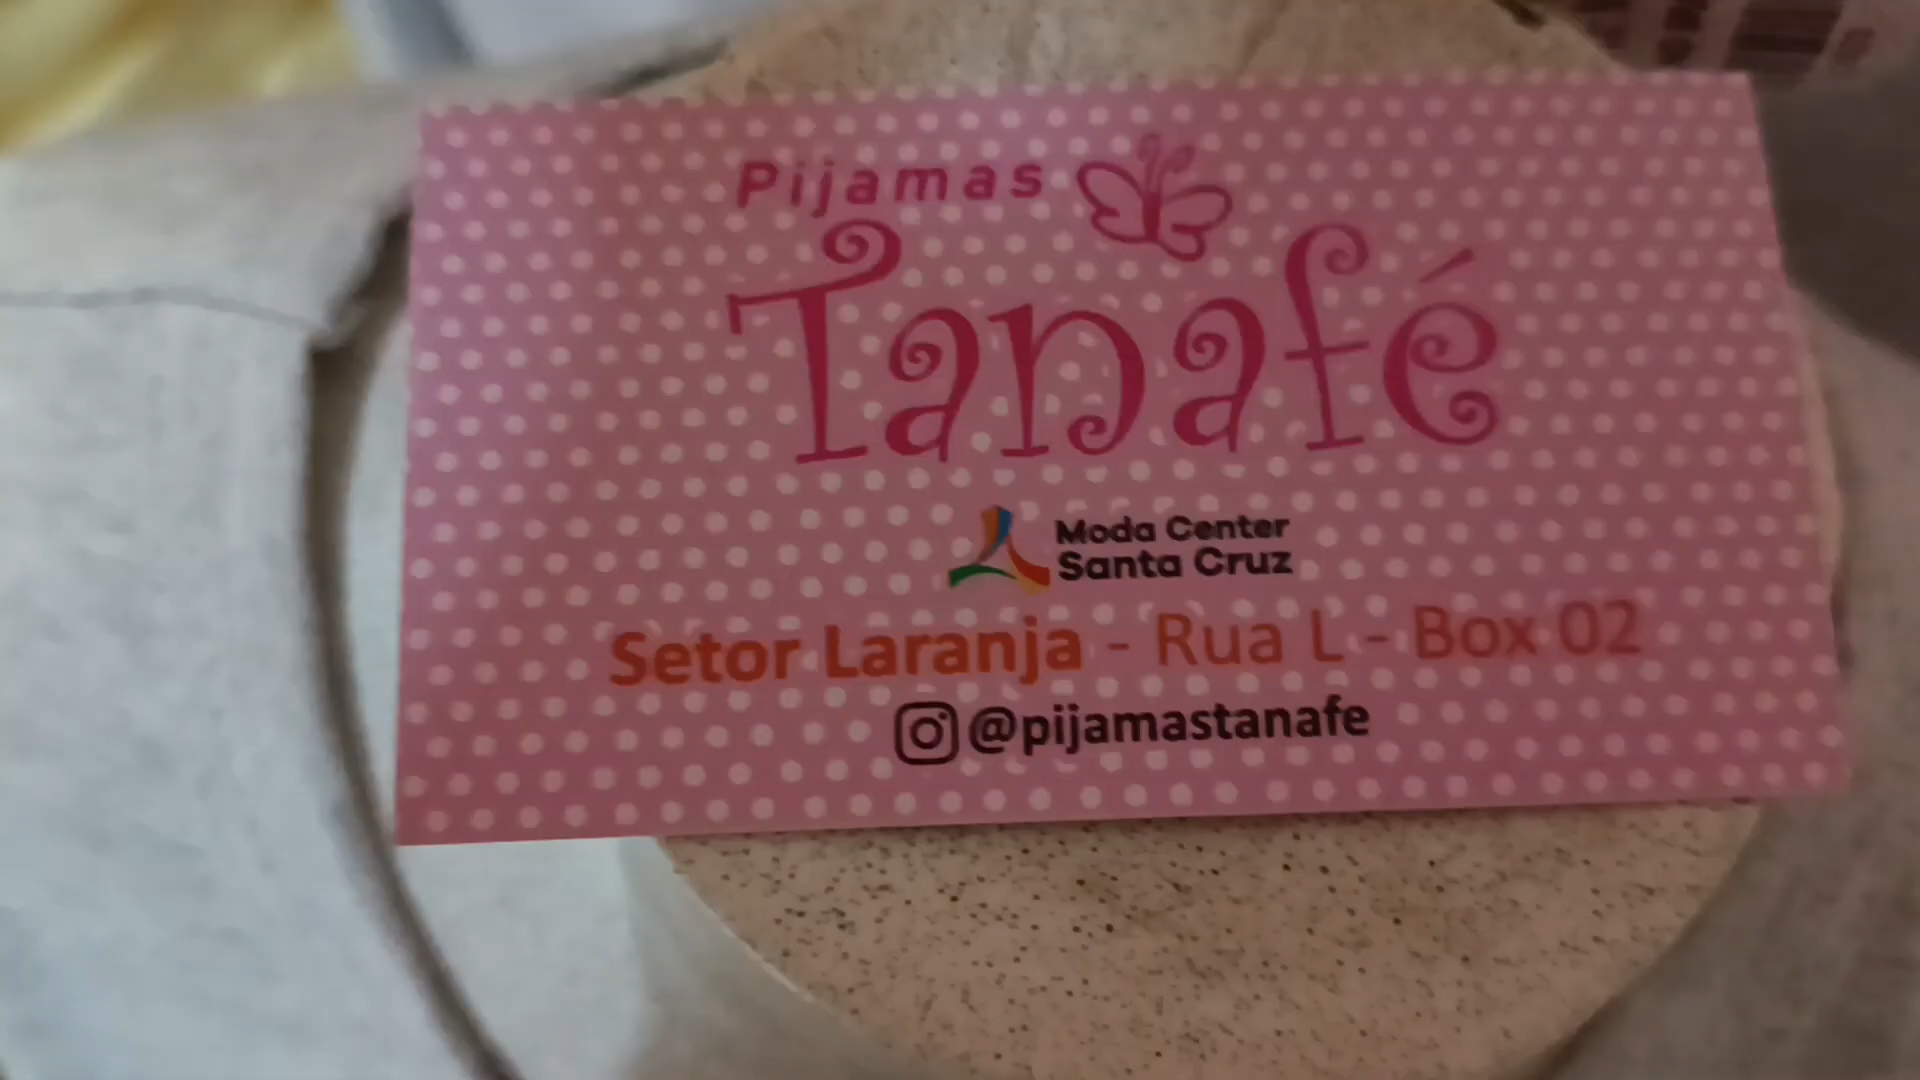 Pijamas
Tanafé
Moda Center
Santa Cruz
Setor Laranja - Rua L - Box 02
@pijamastanafe